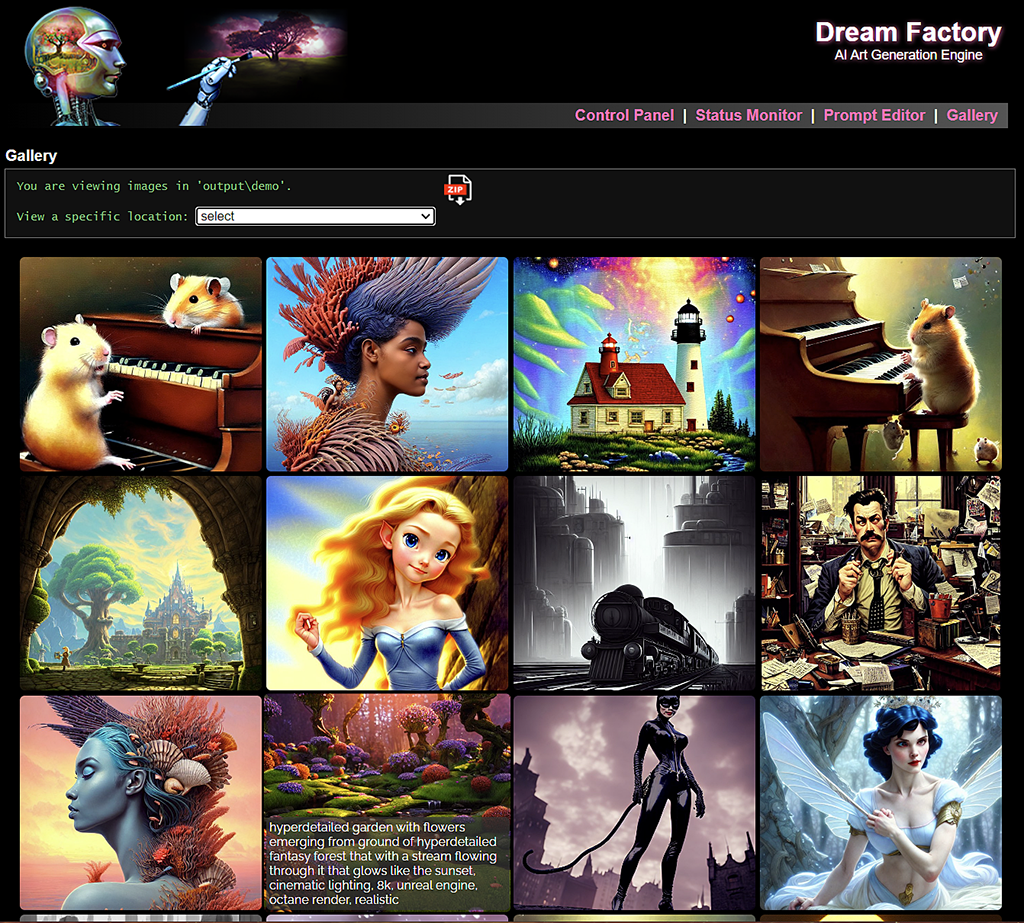 Dream Factory
AI Art Generation Engine
Control Panel | Status Monitor | Prompt Editor | Gallery
Gallery
You are viewing images in 'output\demo'.
ZIP
View a specific location: select
hyperdetailed garden with flowers
emerging from ground of hyperdetailed
fantasy forest that with a stream flowing
through it that glows like the sunset,
cinematic lighting, 8k, unreal engine,
octane render, realistic